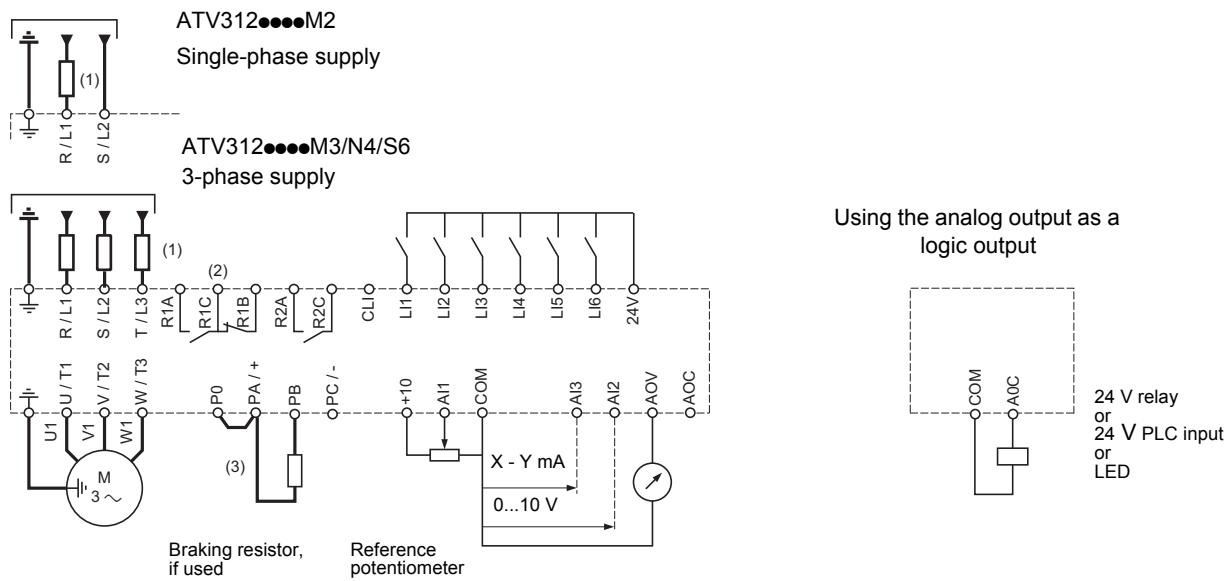 ATV312●●●●M2
Single-phase supply
(1)
R / L1
S / L2
ATV312●●●●M3/N4/S6
3-phase supply
(1)
(2)
R / L1
S / L2
T / L3
R1A
R1C
R1B
R2A
R2C
CLI
LI1
LI2
LI3
LI4
LI5
LI6
24V
U / T1
V / T2
W / T3
P0
PA / +
PB
PC / -
+10
AI1
COM
AI3
AI2
AOV
AOC
U1
V1
W1
M
3
(3)
X - Y mA
0...10 V
Braking resistor,
if used
Reference
potentiometer
Using the analog output as a
logic output
COM
A0C
24 V relay
or
24 V PLC input
or
LED